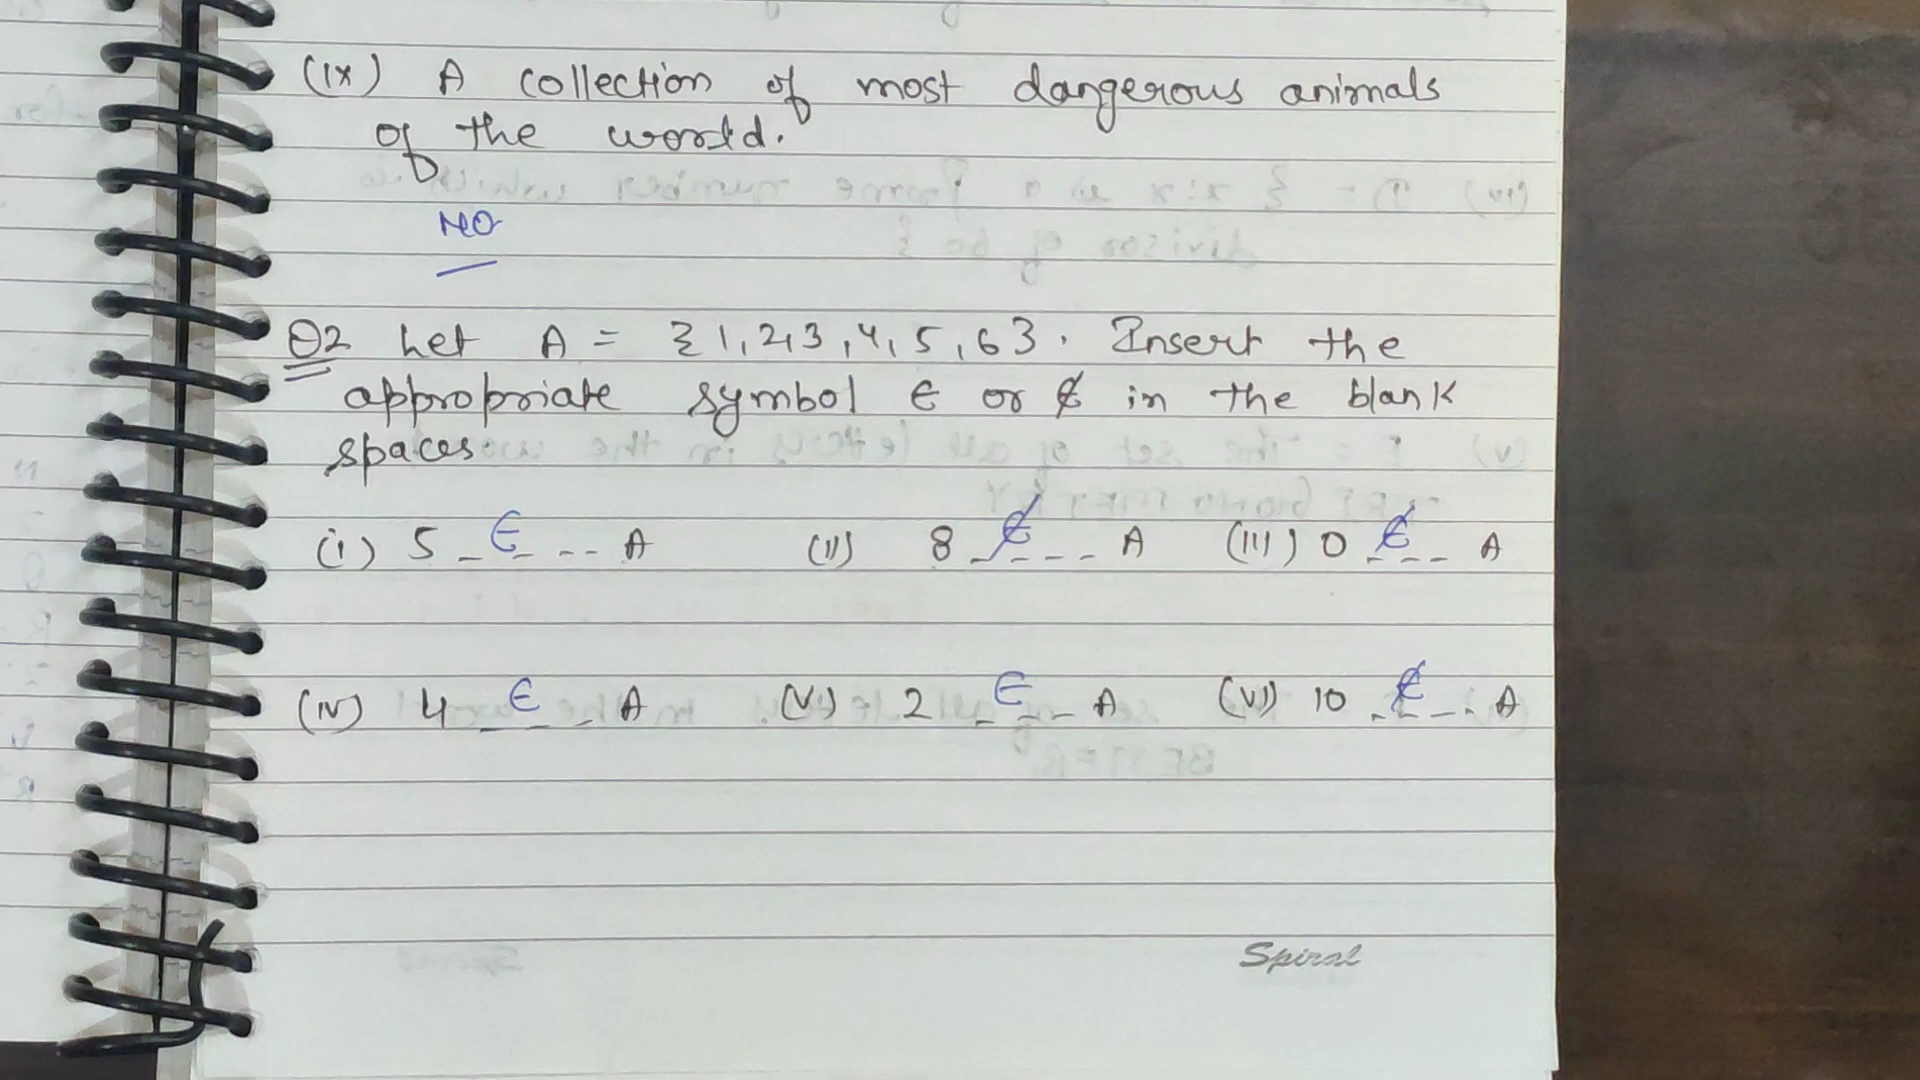 (ix) A collection of most dangerous animals
of the world.
NO
Q2 Let A = {1,2,3,4,5,6}. Insert the
appropriate symbol ∈ or ∉ in the blank
spaces.
(i) 5 _∈_ _ _ A (ii) 8 _∉_ _ _ A (iii) 0 _∉_ _ A
(iv) 4 _∈_ _ A (v) 2 _∈_ _ A (vi) 10 _∉_ _ A
Spiral